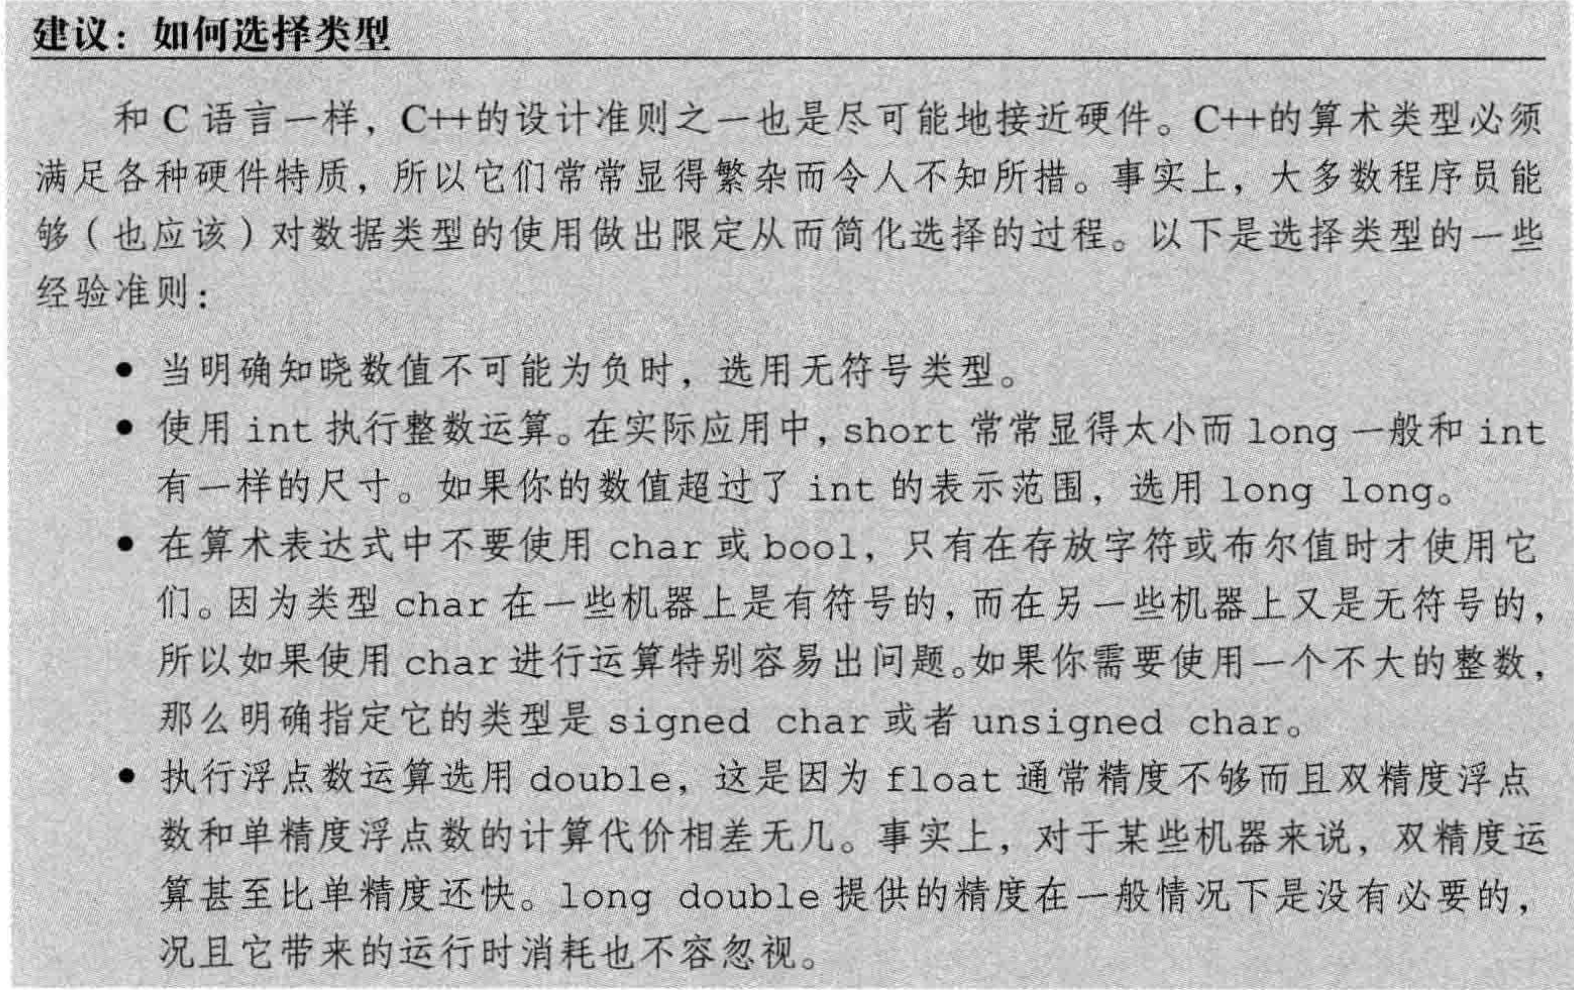 建议：如何选择类型
和 C 语言一样，C++的设计准则之一也是尽可能地接近硬件。C++的算术类型必须
满足各种硬件特质，所以它们常常显得繁杂而令人不知所措。事实上，大多数程序员能
够（也应该）对数据类型的使用做出限定从而简化选择的过程。以下是选择类型的一些
经验准则：
● 当明确知晓数值不可能为负时，选用无符号类型。
● 使用 int 执行整数运算。在实际应用中，short 常常显得太小而 long 一般和 int
有一样的尺寸。如果你的数值超过了 int 的表示范围，选用 long long。
● 在算术表达式中不要使用 char 或 bool，只有在存放字符或布尔值时才使用它
们。因为类型 char 在一些机器上是有符号的，而在另一些机器上又是无符号的，
所以如果使用 char 进行运算特别容易出问题。如果你需要使用一个不大的整数，
那么明确指定它的类型是 signed char 或者 unsigned char。
● 执行浮点数运算选用 double，这是因为 float 通常精度不够而且双精度浮点
数和单精度浮点数的计算代价相差无几。事实上，对于某些机器来说，双精度运
算甚至比单精度还快。long double 提供的精度在一般情况下是没有必要的，
况且它带来的运行时消耗也不容忽视。